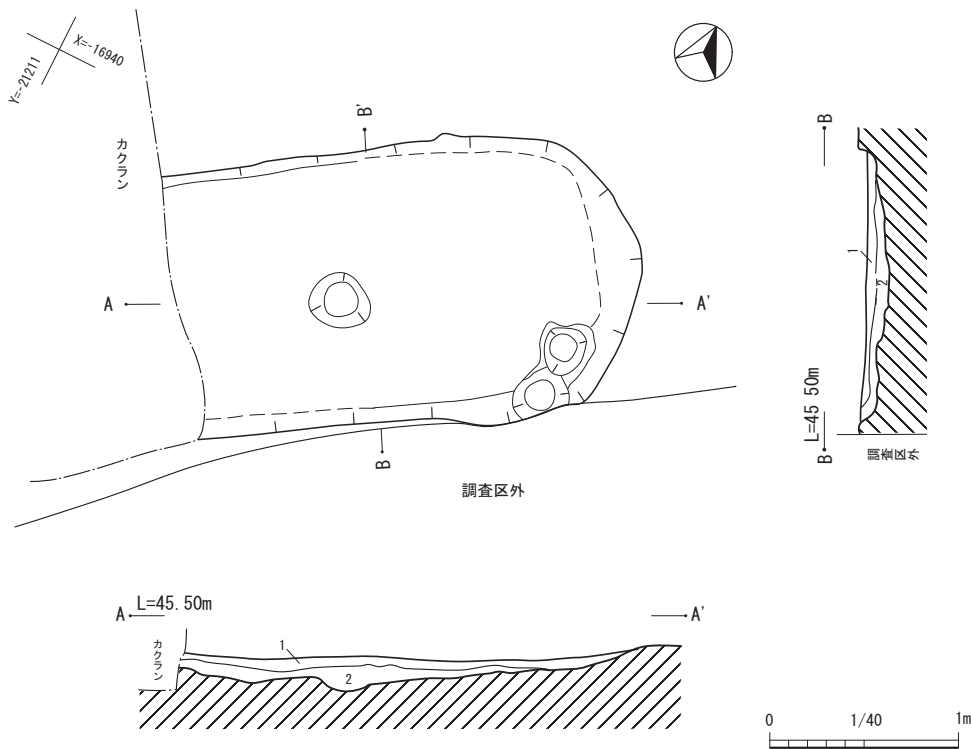 X=-16940
Y=-21211
カクラン
B'
A
A'
B
調査区外
B
1
2
L=45 50m
B
調査区外
A
L=45.50m
A'
カクラン
1
2
0
1/40
1m